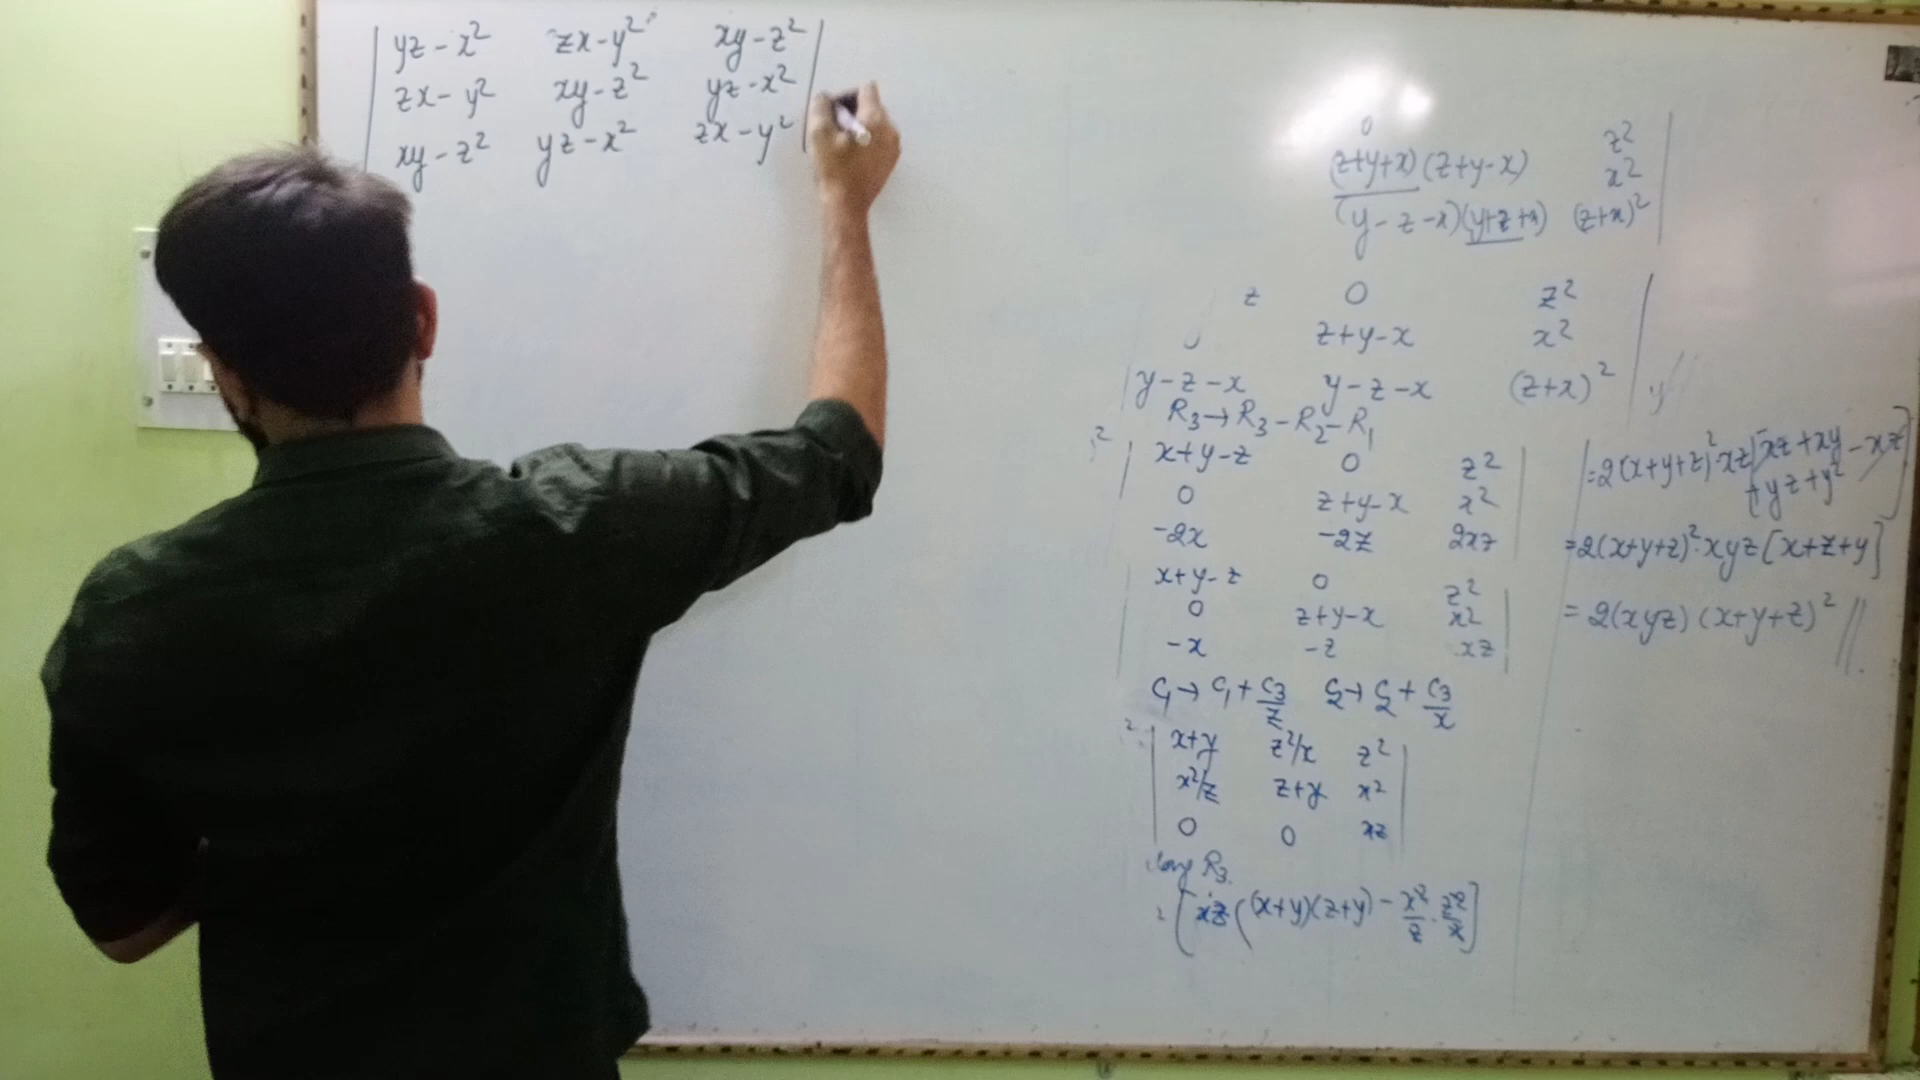 yz-x² zx-y² xy-z²
zx-y² xy-z² yz-x²
xy-z² yz-x² zx-y²
0 z²
(z+y+x)(z+y-x) x²
(y-z-x)(y+z+x) (z+x)²
z 0 z²
z+y-x x²
y-z-x y-z-x (z+x)²
R₃→R₃-R₂-R₁
x+y-z 0 z²
0 z+y-x x²
-2x -2z 2xz
x+y-z 0 z²
0 z+y-x x²
-x -z xz
C₁→C₁+C₃/z C₂→C₂+C₃/x
x+y z²/x z²
x²/z z+y x²
0 0 xz
R₃
[xz((x+y)(z+y)-x²/z·z²/x]
=2(x+y+z)²·xz[xz+xy-xz
+yz+y²]
=2(x+y+z)²·xyz[x+z+y]
=2(xyz)(x+y+z)²//